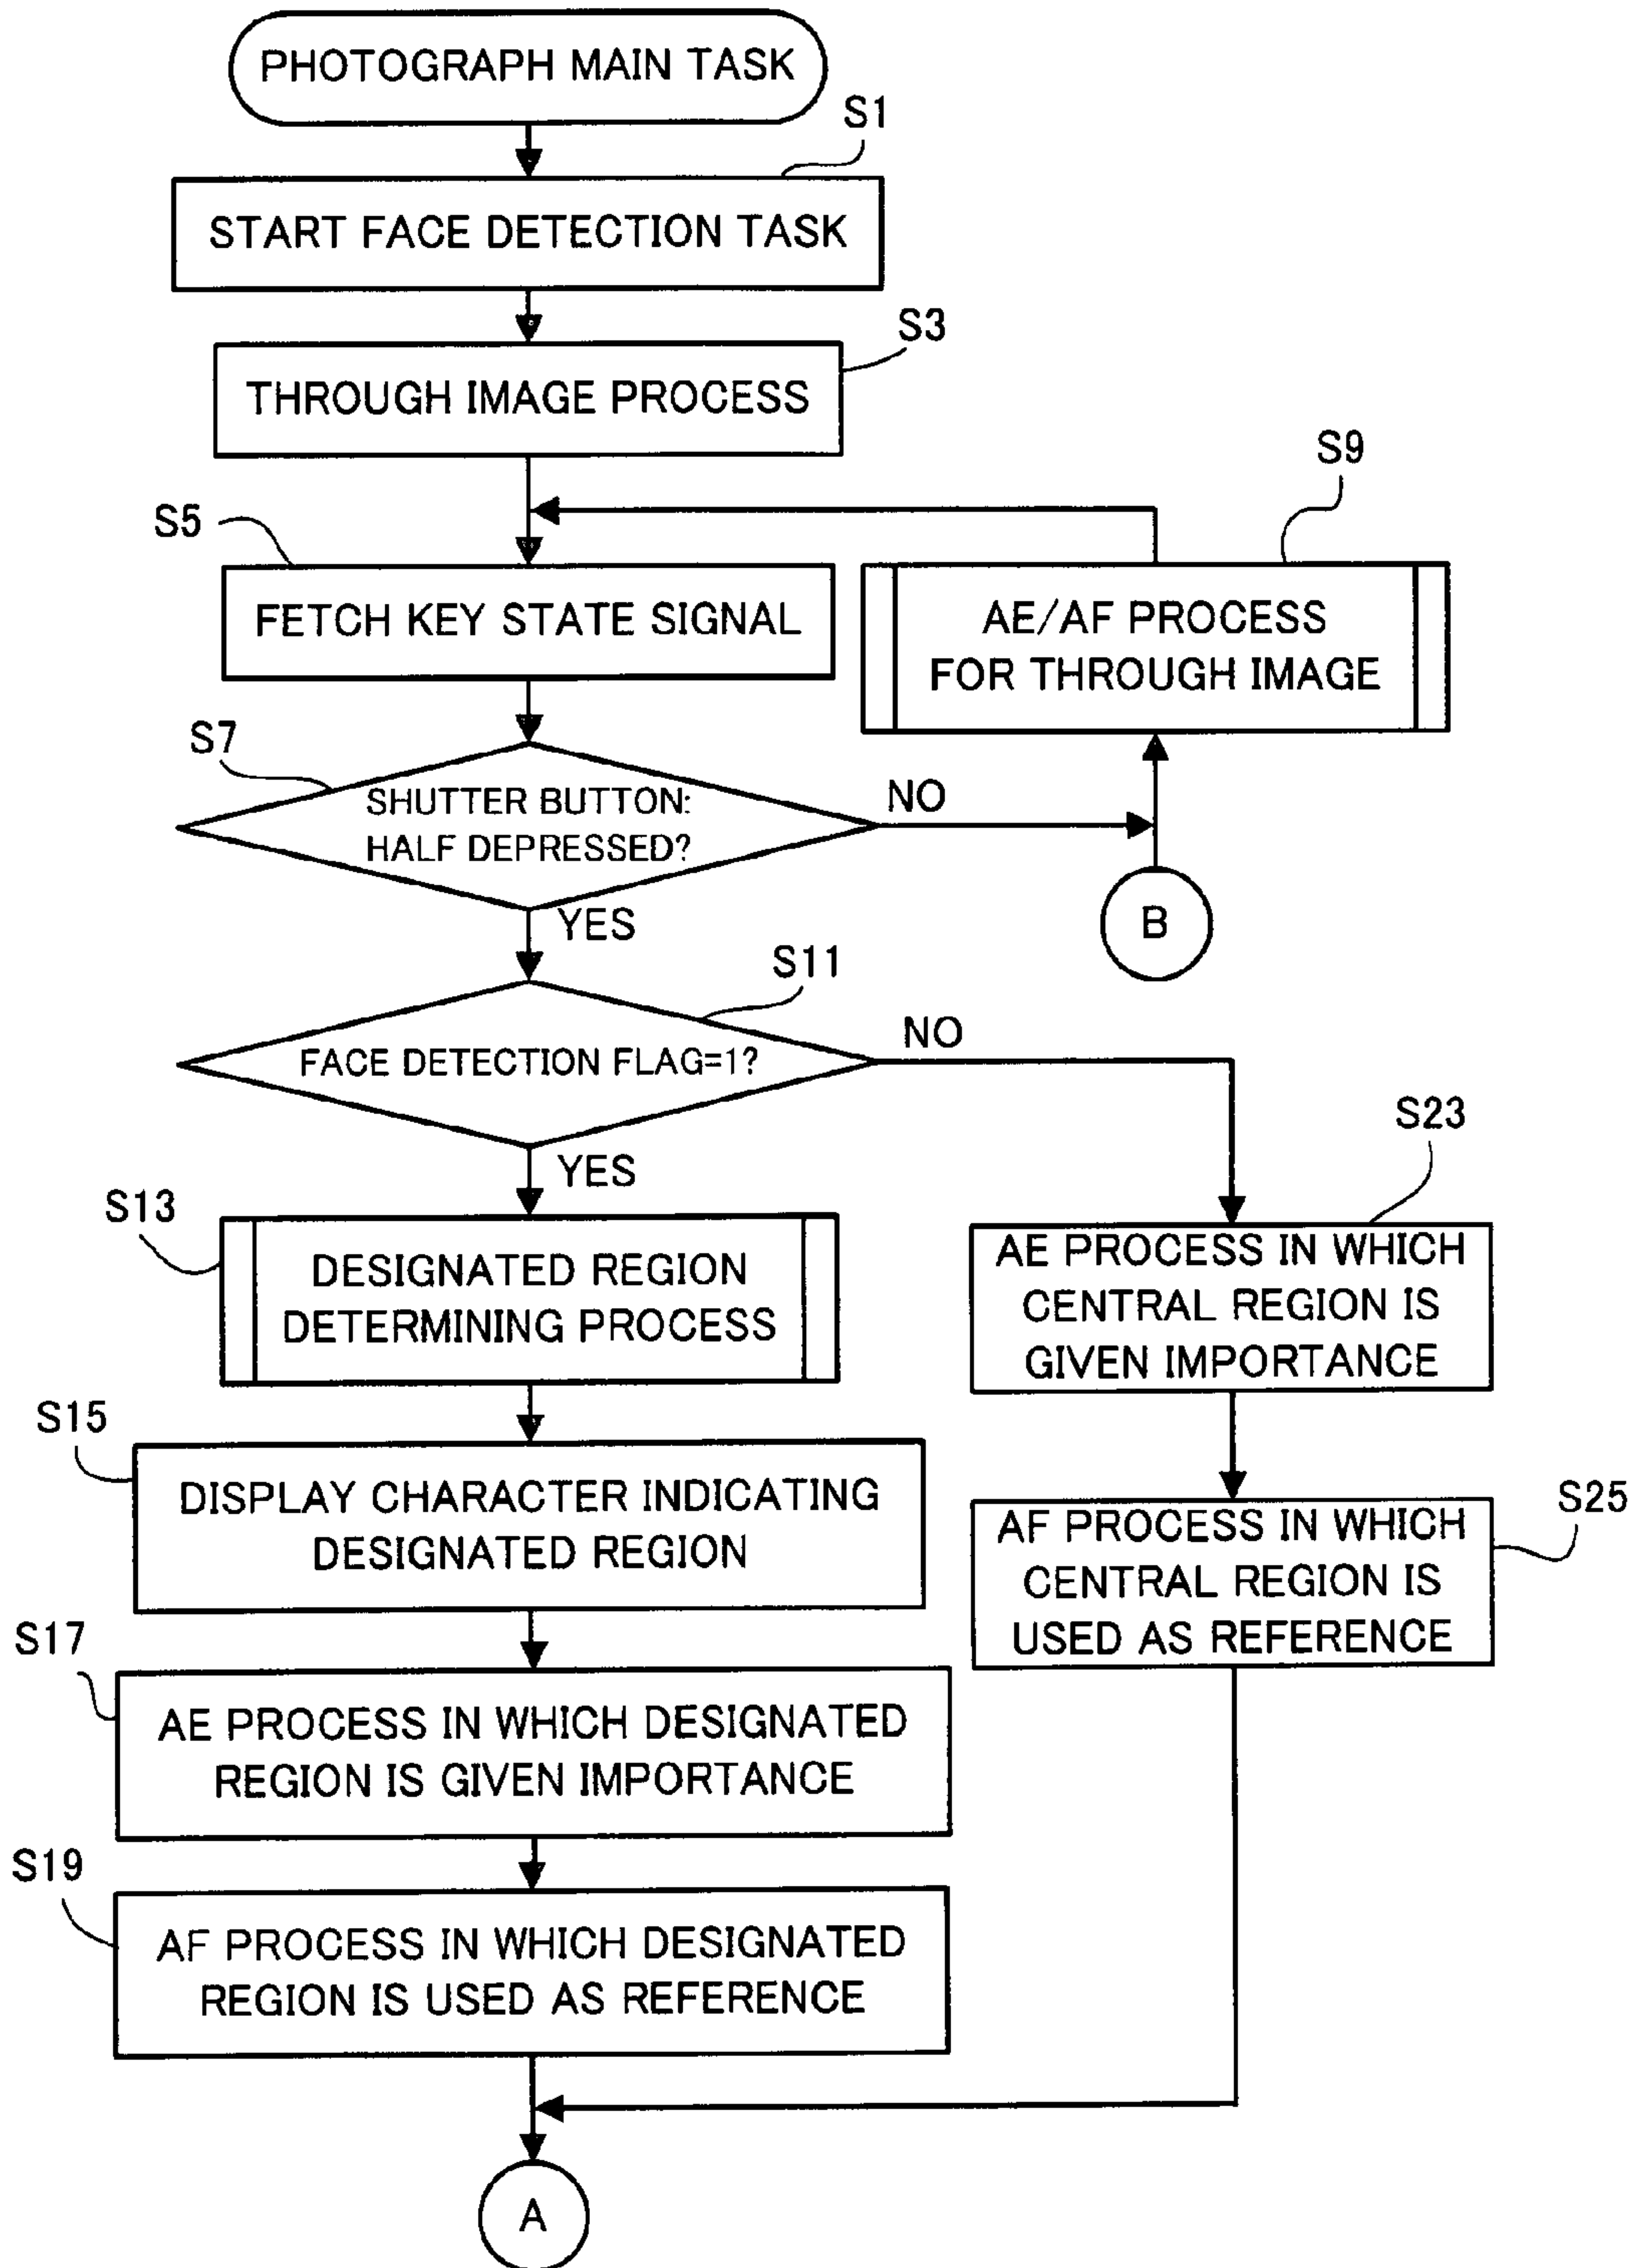 PHOTOGRAPH MAIN TASK
S1
START FACE DETECTION TASK
S3
THROUGH IMAGE PROCESS
S9
S5
FETCH KEY STATE SIGNAL
AE/AF PROCESS
FOR THROUGH IMAGE
S7
SHUTTER BUTTON:
HALF DEPRESSED?
NO
YES
B
S11
FACE DETECTION FLAG=1?
NO
YES
S23
S13
DESIGNATED REGION
DETERMINING PROCESS
AE PROCESS IN WHICH
CENTRAL REGION IS
GIVEN IMPORTANCE
S15
DISPLAY CHARACTER INDICATING
DESIGNATED REGION
S25
AF PROCESS IN WHICH
CENTRAL REGION IS
USED AS REFERENCE
S17
AE PROCESS IN WHICH DESIGNATED
REGION IS GIVEN IMPORTANCE
S19
AF PROCESS IN WHICH DESIGNATED
REGION IS USED AS REFERENCE
A